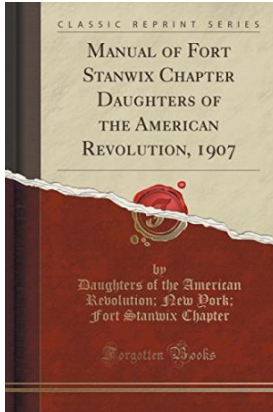 CLASSIC REPRINT SERIES
MANUAL OF FORT
STANWIX CHAPTER
DAUGHTERS OF
THE AMERICAN
REVOLUTION, 1907
by
Daughters of the American
Revolution; New York;
Fort Stanwix Chapter
Forgotten Books